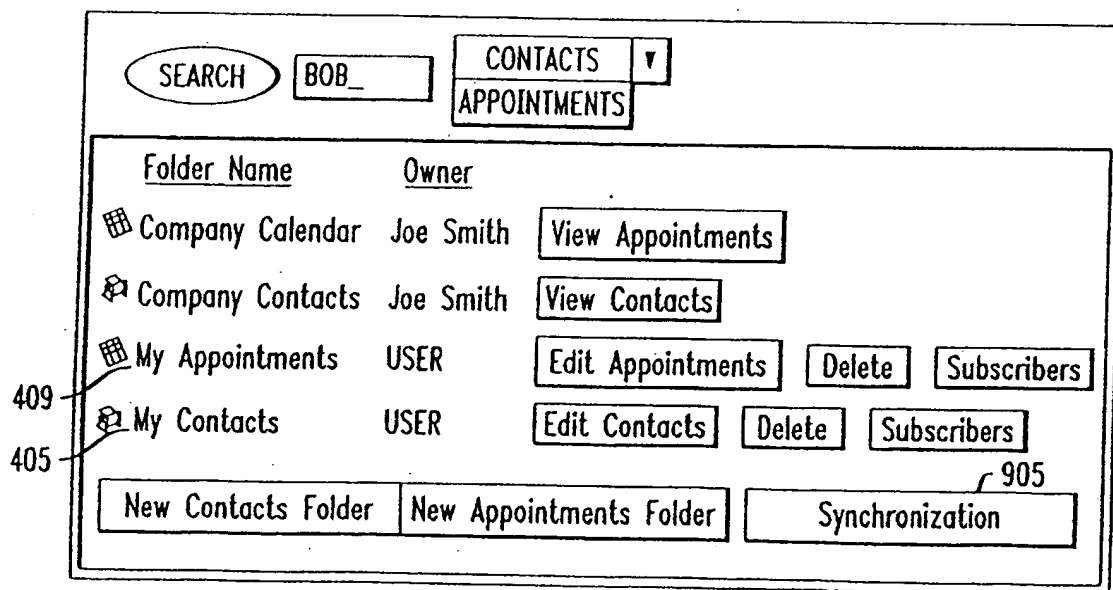 SEARCH BOB_ CONTACTS ▼
APPOINTMENTS
Folder Name Owner
Company Calendar Joe Smith View Appointments
Company Contacts Joe Smith View Contacts
My Appointments USER Edit Appointments Delete Subscribers
409
My Contacts USER Edit Contacts Delete Subscribers
405
905
New Contacts Folder New Appointments Folder Synchronization